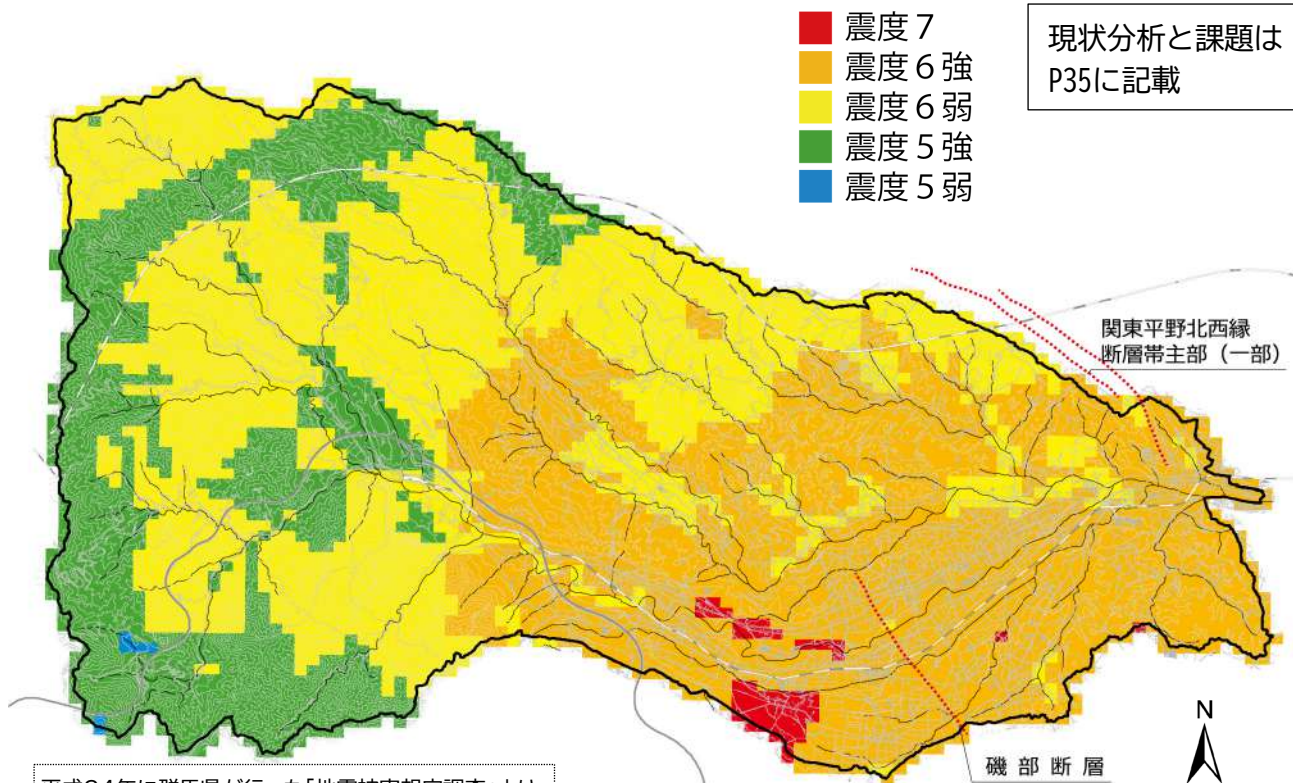 震度７
震度６強
震度６弱
震度５強
震度５弱
現状分析と課題は
P35に記載
関東平野北西縁
断層帯主部（一部）
N
磯部断層